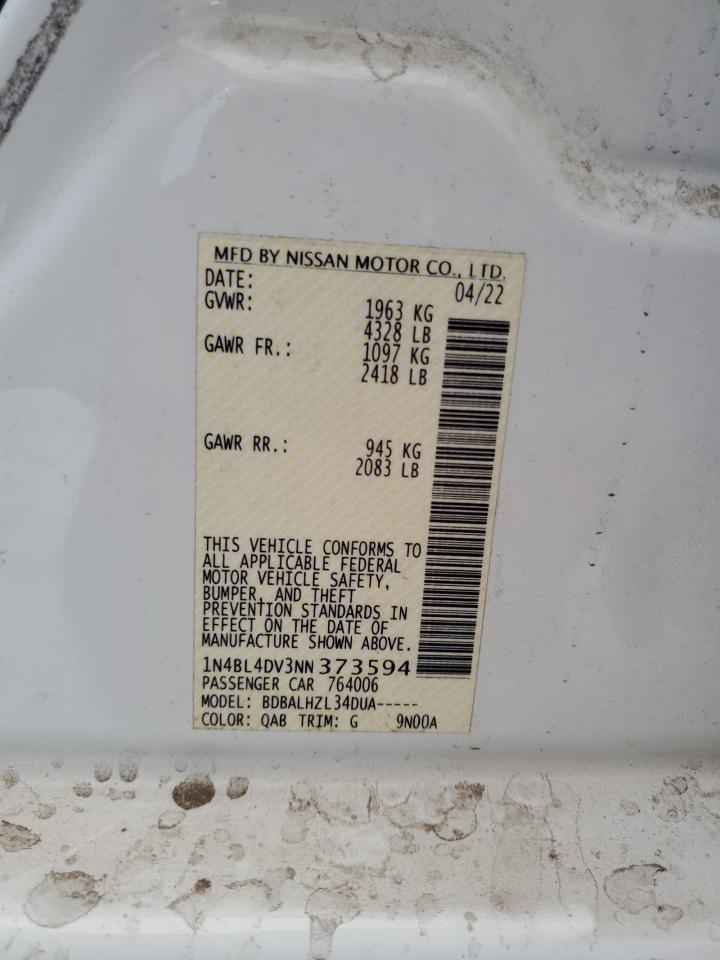 MFD BY NISSAN MOTOR CO., LTD.
DATE: 04/22
GVWR: 1963 KG
4328 LB
GAWR FR.: 1097 KG
2418 LB
GAWR RR.: 945 KG
2083 LB
THIS VEHICLE CONFORMS TO
ALL APPLICABLE FEDERAL
MOTOR VEHICLE SAFETY,
BUMPER, AND THEFT
PREVENTION STANDARDS IN
EFFECT ON THE DATE OF
MANUFACTURE SHOWN ABOVE.
1N4BL4DV3NN373594
PASSENGER CAR 764006
MODEL: BDBALHZL34DUA-----
COLOR: QAB TRIM: G 9N00A